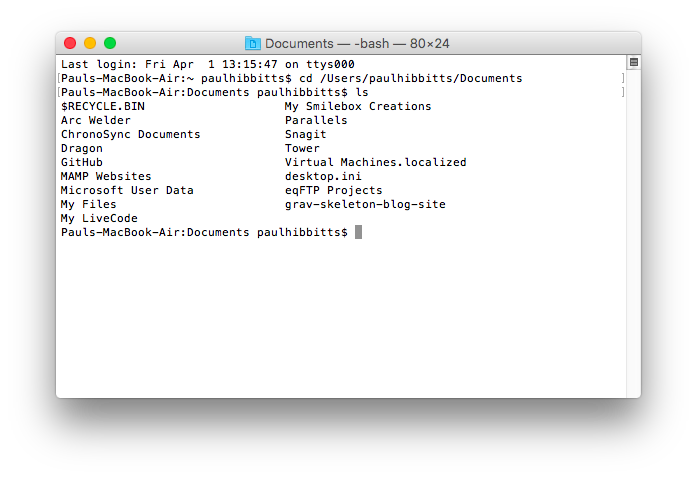 Documents — -bash — 80×24
Last login: Fri Apr  1 13:15:47 on ttys000
[Pauls-MacBook-Air:~ paulhibbitts$ cd /Users/paulhibbitts/Documents ]
[Pauls-MacBook-Air:Documents paulhibbitts$ ls ]
$RECYCLE.BIN                    My Smilebox Creations
Arc Welder                      Parallels
ChronoSync Documents            Snagit
Dragon                          Tower
GitHub                          Virtual Machines.localized
MAMP Websites                   desktop.ini
Microsoft User Data             eqFTP Projects
My Files                        grav-skeleton-blog-site
My LiveCode
Pauls-MacBook-Air:Documents paulhibbitts$